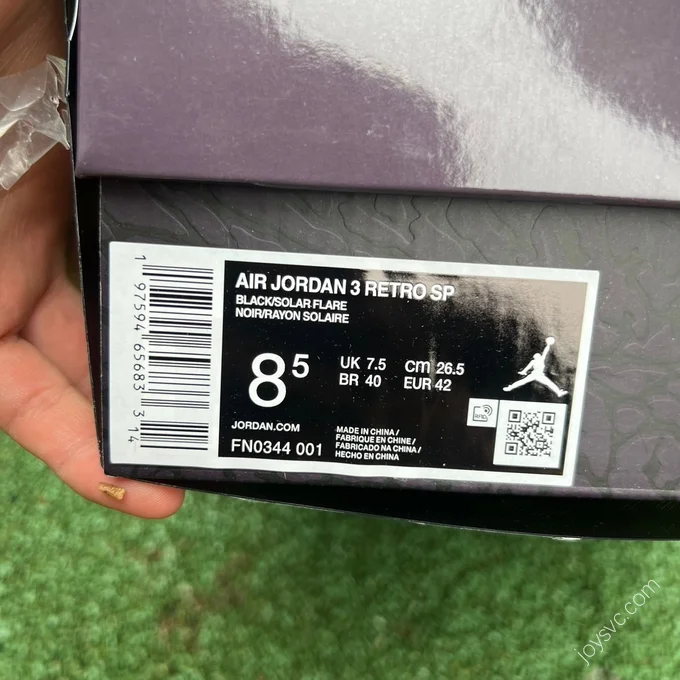 AIR JORDAN 3 RETRO SP
BLACK/SOLAR FLARE
NOIR/RAYON SOLAIRE
8 5
UK 7.5 cm 26.5
BR 40 EUR 42
JORDAN.COM
FN0344 001
MADE IN CHINA /
FABRIQUÉ EN CHINE /
FABRICADO NA CHINA /
HECHO EN CHINA
RFID
1 97594 65683 3 14
joysvc.com